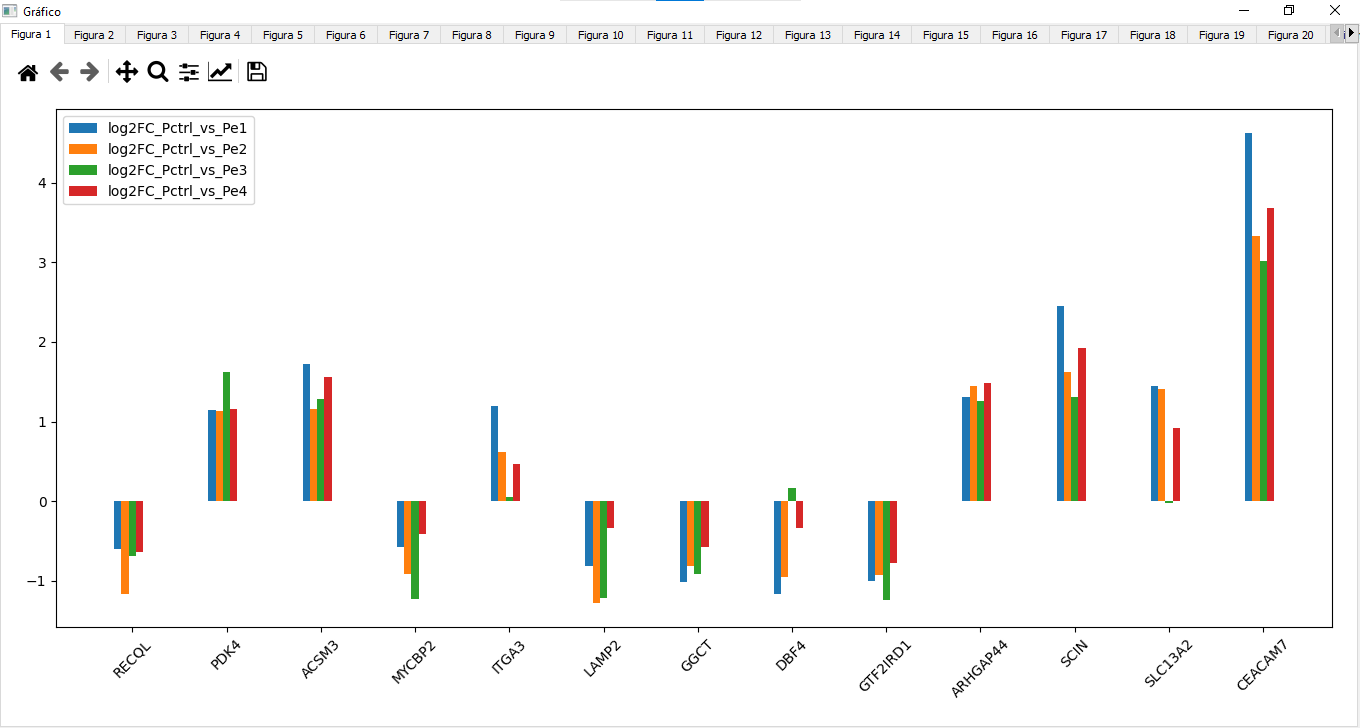 Gráfico
Figura 1 Figura 2 Figura 3 Figura 4 Figura 5 Figura 6 Figura 7 Figura 8 Figura 9 Figura 10 Figura 11 Figura 12 Figura 13 Figura 14 Figura 15 Figura 16 Figura 17 Figura 18 Figura 19 Figura 20
log2FC_Pctrl_vs_Pe1
log2FC_Pctrl_vs_Pe2
log2FC_Pctrl_vs_Pe3
log2FC_Pctrl_vs_Pe4
4
3
2
1
0
−1
RECQL PDK4 ACSM3 MYCBP2 ITGA3 LAMP2 GGCT DBF4 GTF2IRD1 ARHGAP44 SCIN SLC13A2 CEACAM7